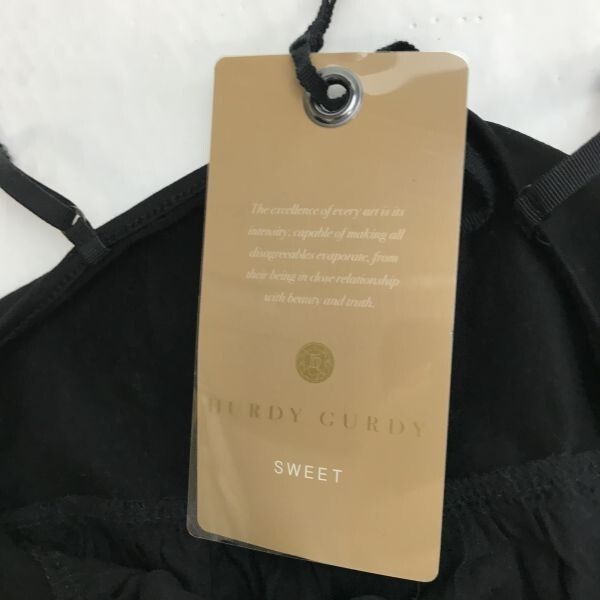 The excellence of every art is its
intensity, capable of making all
disagreeables evaporate, from
their being in close relationship
with beauty and truth.
HURDY GURDY
SWEET